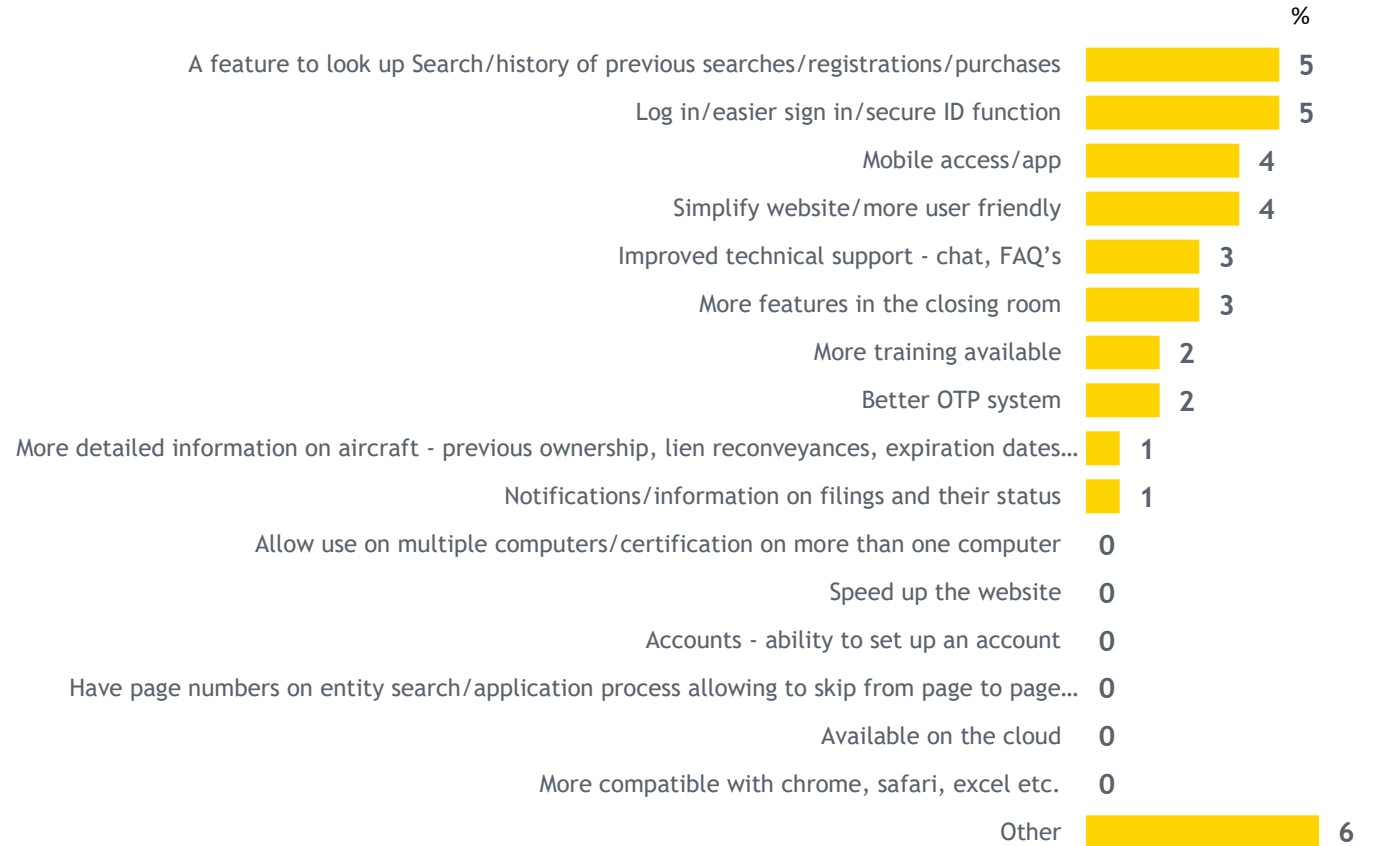 %
A feature to look up Search/history of previous searches/registrations/purchases 5
Log in/easier sign in/secure ID function 5
Mobile access/app 4
Simplify website/more user friendly 4
Improved technical support - chat, FAQ’s 3
More features in the closing room 3
More training available 2
Better OTP system 2
More detailed information on aircraft - previous ownership, lien reconveyances, expiration dates… 1
Notifications/information on filings and their status 1
Allow use on multiple computers/certification on more than one computer 0
Speed up the website 0
Accounts - ability to set up an account 0
Have page numbers on entity search/application process allowing to skip from page to page… 0
Available on the cloud 0
More compatible with chrome, safari, excel etc. 0
Other 6